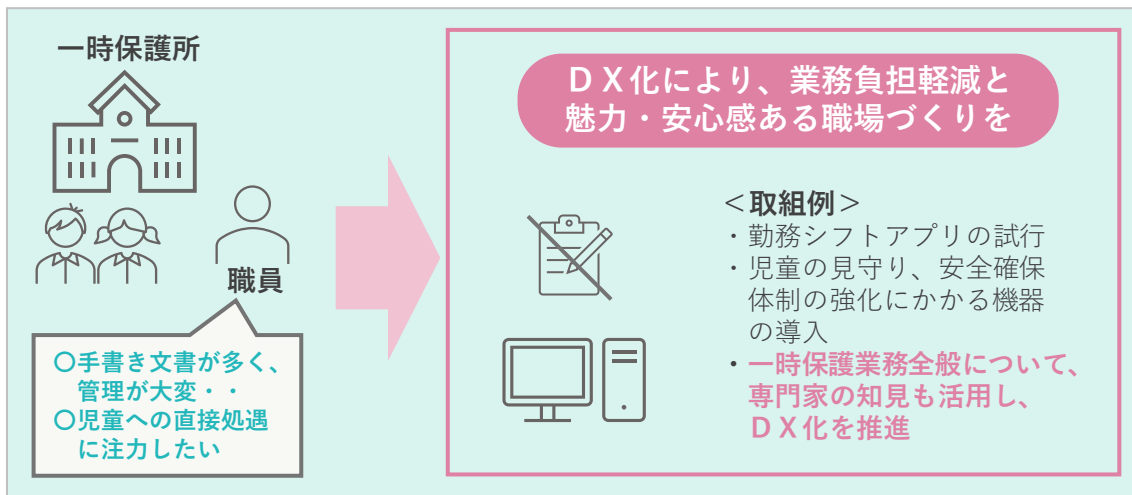 一時保護所
職員
〇手書き文書が多く、
管理が大変・・
〇児童への直接処遇
に注力したい
ＤＸ化により、業務負担軽減と
魅力・安心感ある職場づくりを
＜取組例＞
・勤務シフトアプリの試行
・児童の見守り、安全確保
体制の強化にかかる機器
の導入
・一時保護業務全般について、
専門家の知見も活用し、
ＤＸ化を推進